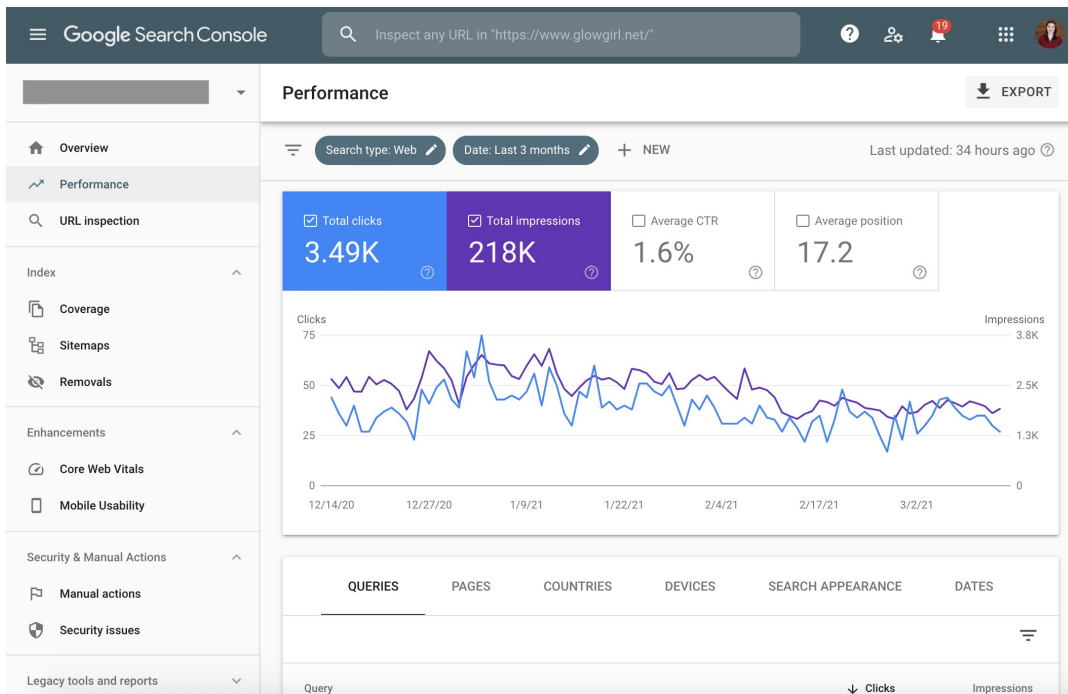 Google Search Console
Inspect any URL in "https://www.glowgirl.net/"
?
19
Overview
Performance
URL inspection
Index
Coverage
Sitemaps
Removals
Enhancements
Core Web Vitals
Mobile Usability
Security & Manual Actions
Manual actions
Security issues
Legacy tools and reports
Performance
EXPORT
Search type: Web
Date: Last 3 months
+ NEW
Last updated: 34 hours ago ?
Total clicks
3.49K
?
Total impressions
218K
?
Average CTR
1.6%
?
Average position
17.2
?
Clicks Impressions
75 3.8K
50 2.5K
25 1.3K
0 0
12/14/20 12/27/20 1/9/21 1/22/21 2/4/21 2/17/21 3/2/21
QUERIES PAGES COUNTRIES DEVICES SEARCH APPEARANCE DATES
Query Clicks Impressions